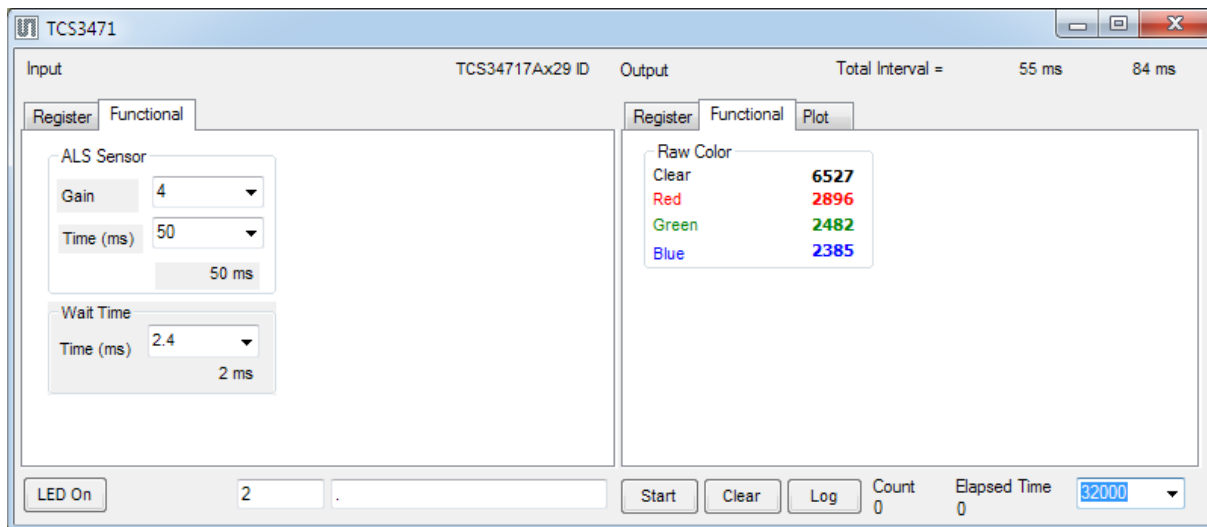 TCS3471
Input TCS34717Ax29 ID Output Total Interval = 55 ms 84 ms
Register Functional
ALS Sensor
Gain 4
Time (ms) 50
50 ms
Wait Time
Time (ms) 2.4
2 ms
Register Functional Plot
Raw Color
Clear 6527
Red 2896
Green 2482
Blue 2385
LED On 2 .
Start Clear Log Count 0 Elapsed Time 0 32000